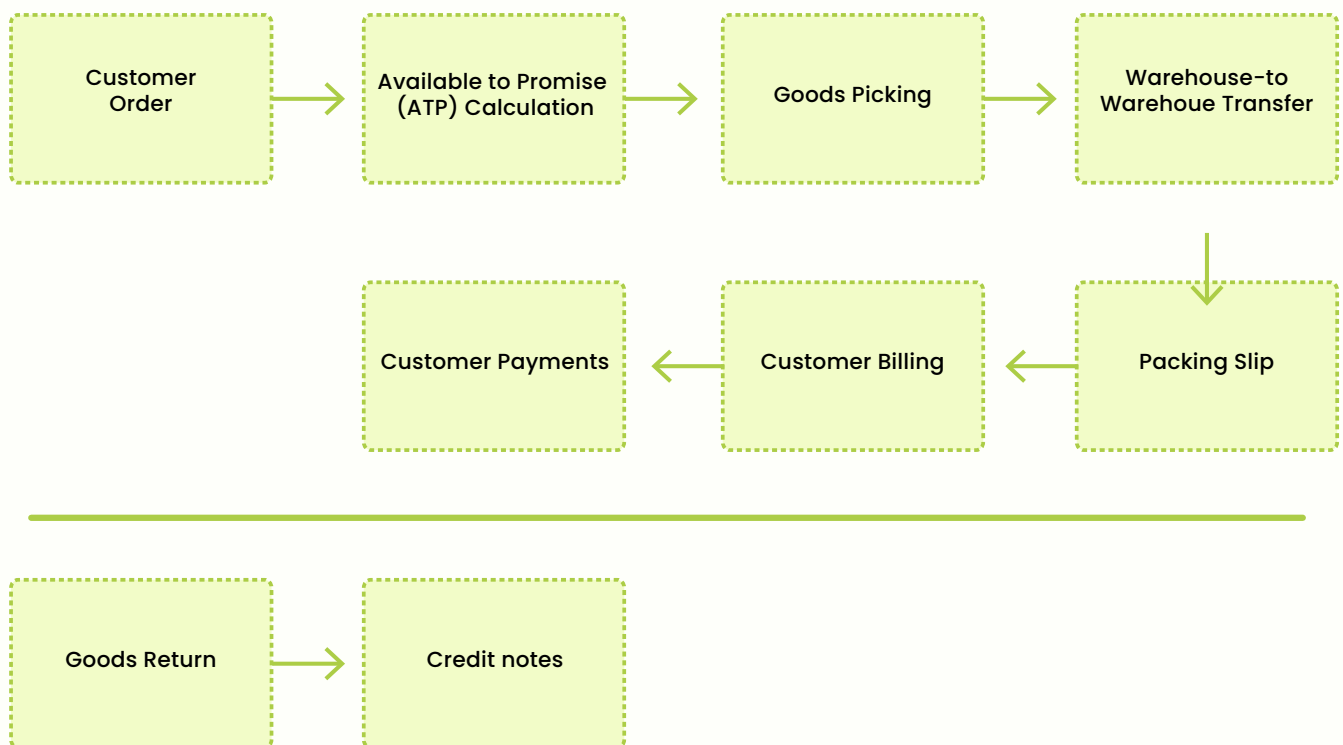 Customer
Order
Available to Promise
(ATP) Calculation
Goods Picking
Warehouse-to
Warehoue Transfer
Customer Payments
Customer Billing
Packing Slip
Goods Return
Credit notes